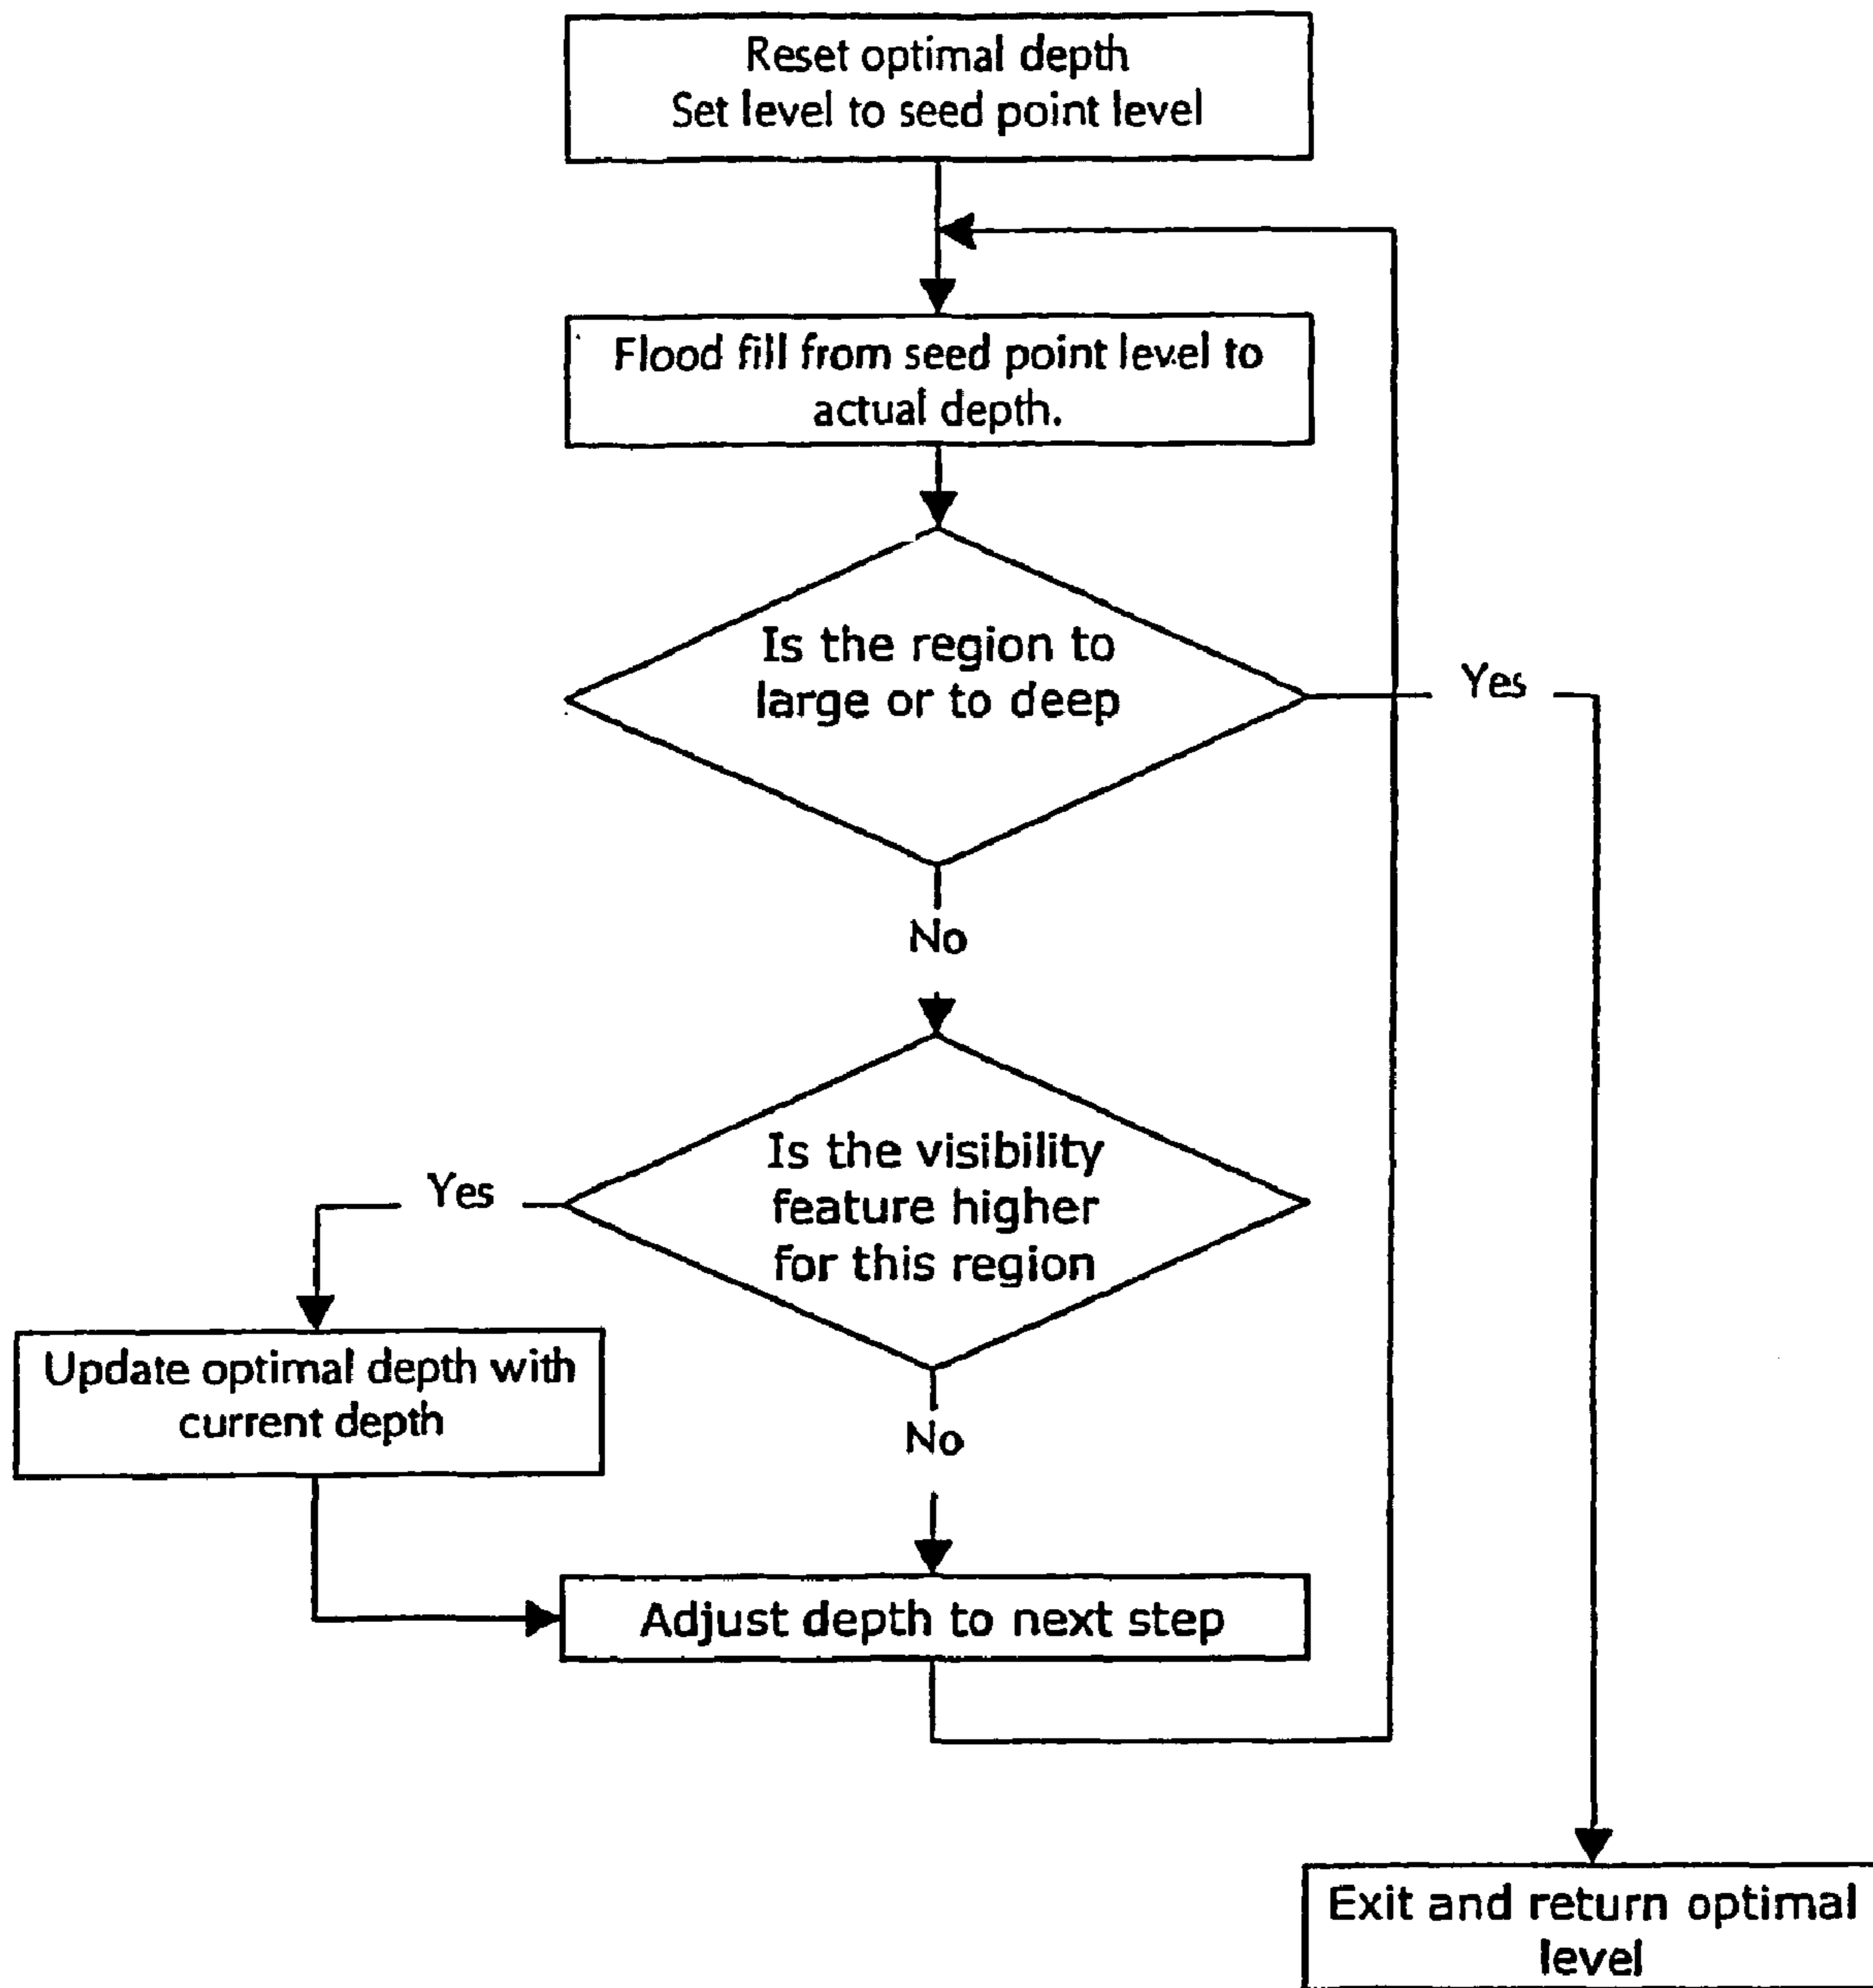 Reset optimal depth
Set level to seed point level
Flood fill from seed point level to
actual depth.
Is the region to
large or to deep
Yes
No
Is the visibility
feature higher
for this region
Yes
Update optimal depth with
current depth
No
Adjust depth to next step
Exit and return optimal
level